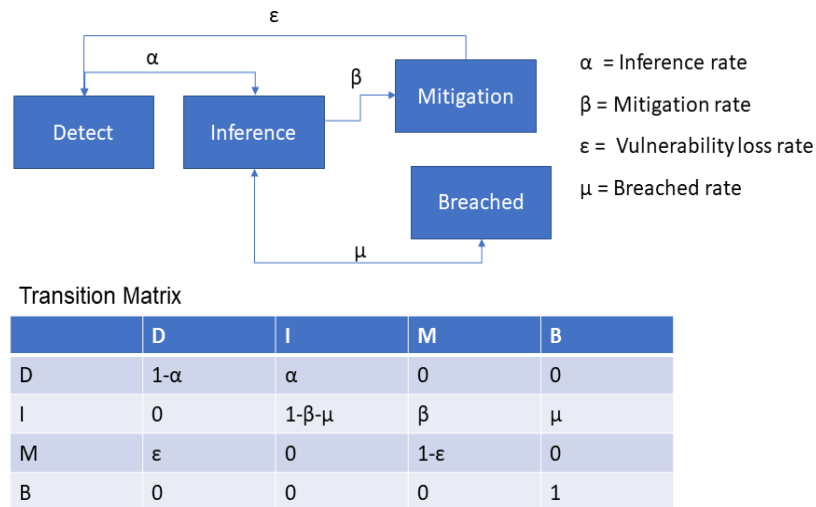 ε
α
β
Detect
Inference
Mitigation
Breached
μ
α = Inference rate
β = Mitigation rate
ε = Vulnerability loss rate
μ = Breached rate
Transition Matrix
D I M B
D 1-α α 0 0
I 0 1-β-μ β μ
M ε 0 1-ε 0
B 0 0 0 1